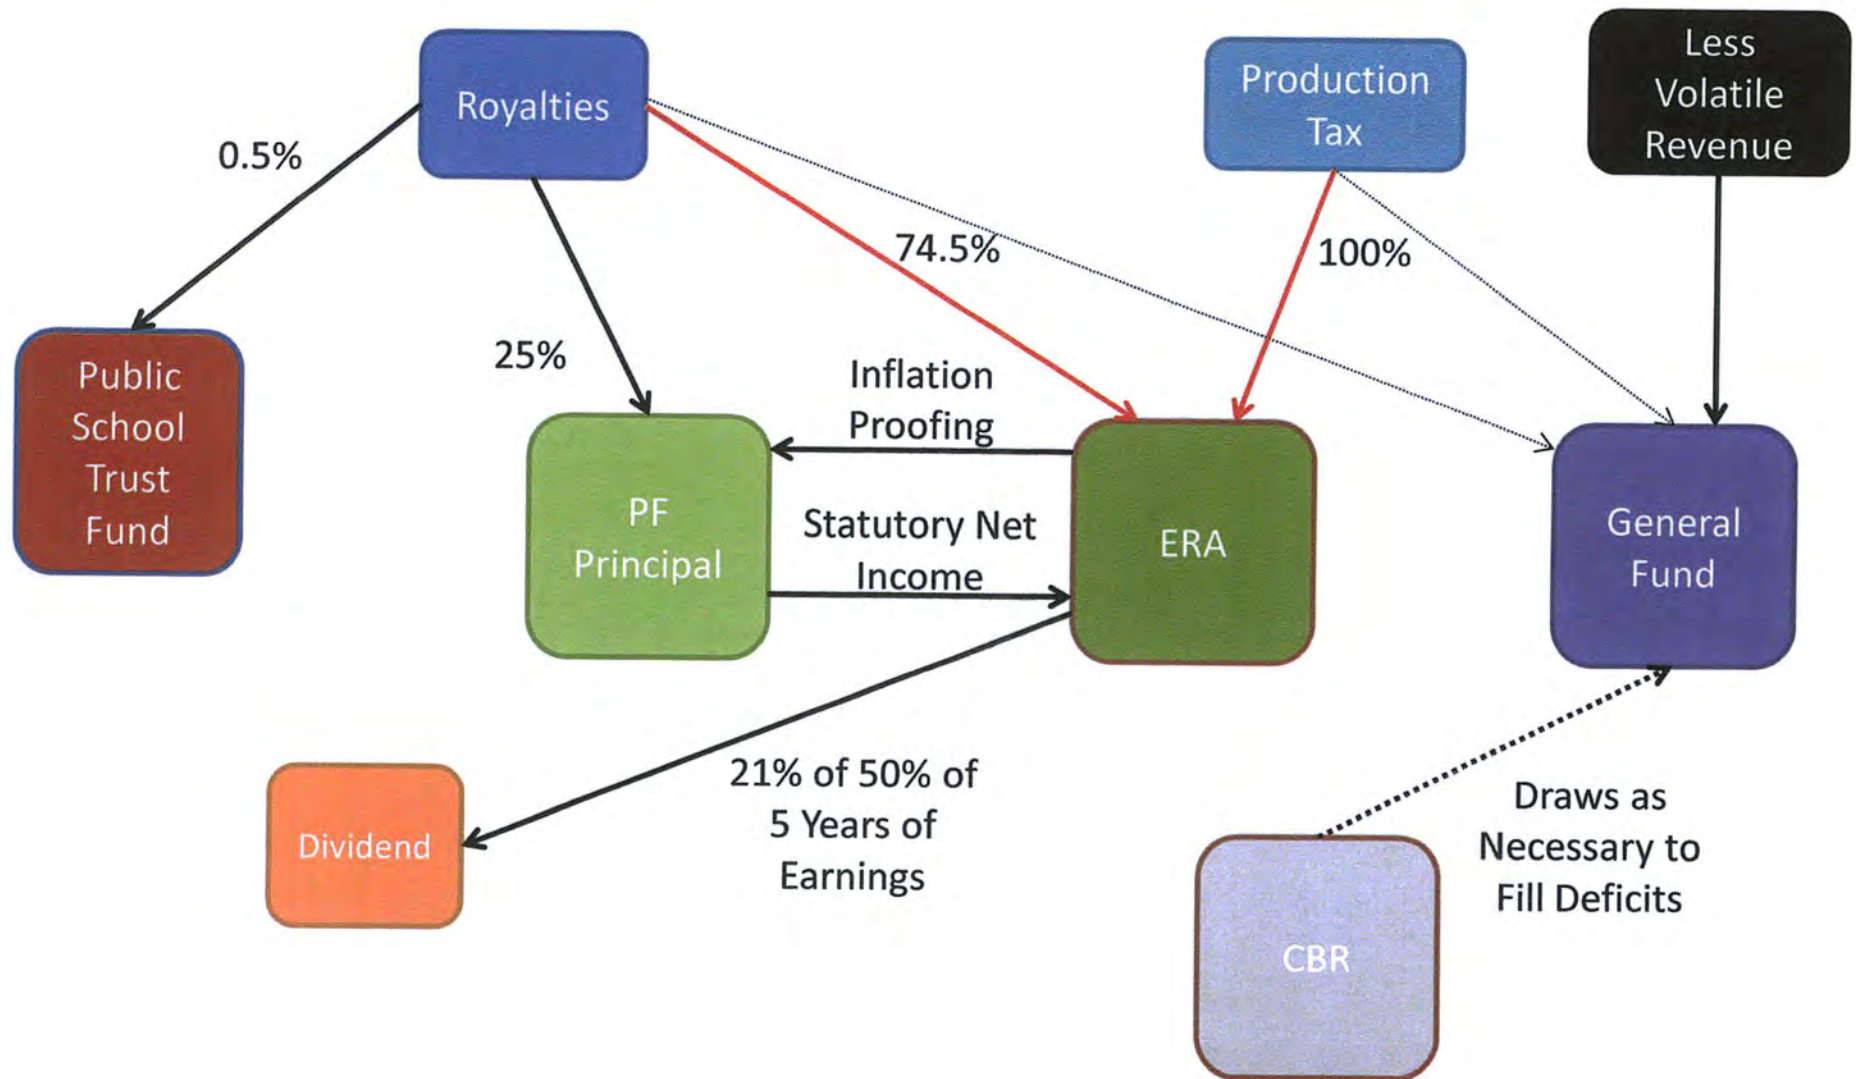 Royalties
Production
Tax
Less
Volatile
Revenue
0.5%
74.5%
100%
25%
Public
School
Trust
Fund
Inflation
Proofing
PF
Principal
Statutory Net
Income
ERA
General
Fund
21% of 50% of
5 Years of
Earnings
Dividend
Draws as
Necessary to
Fill Deficits
CBR